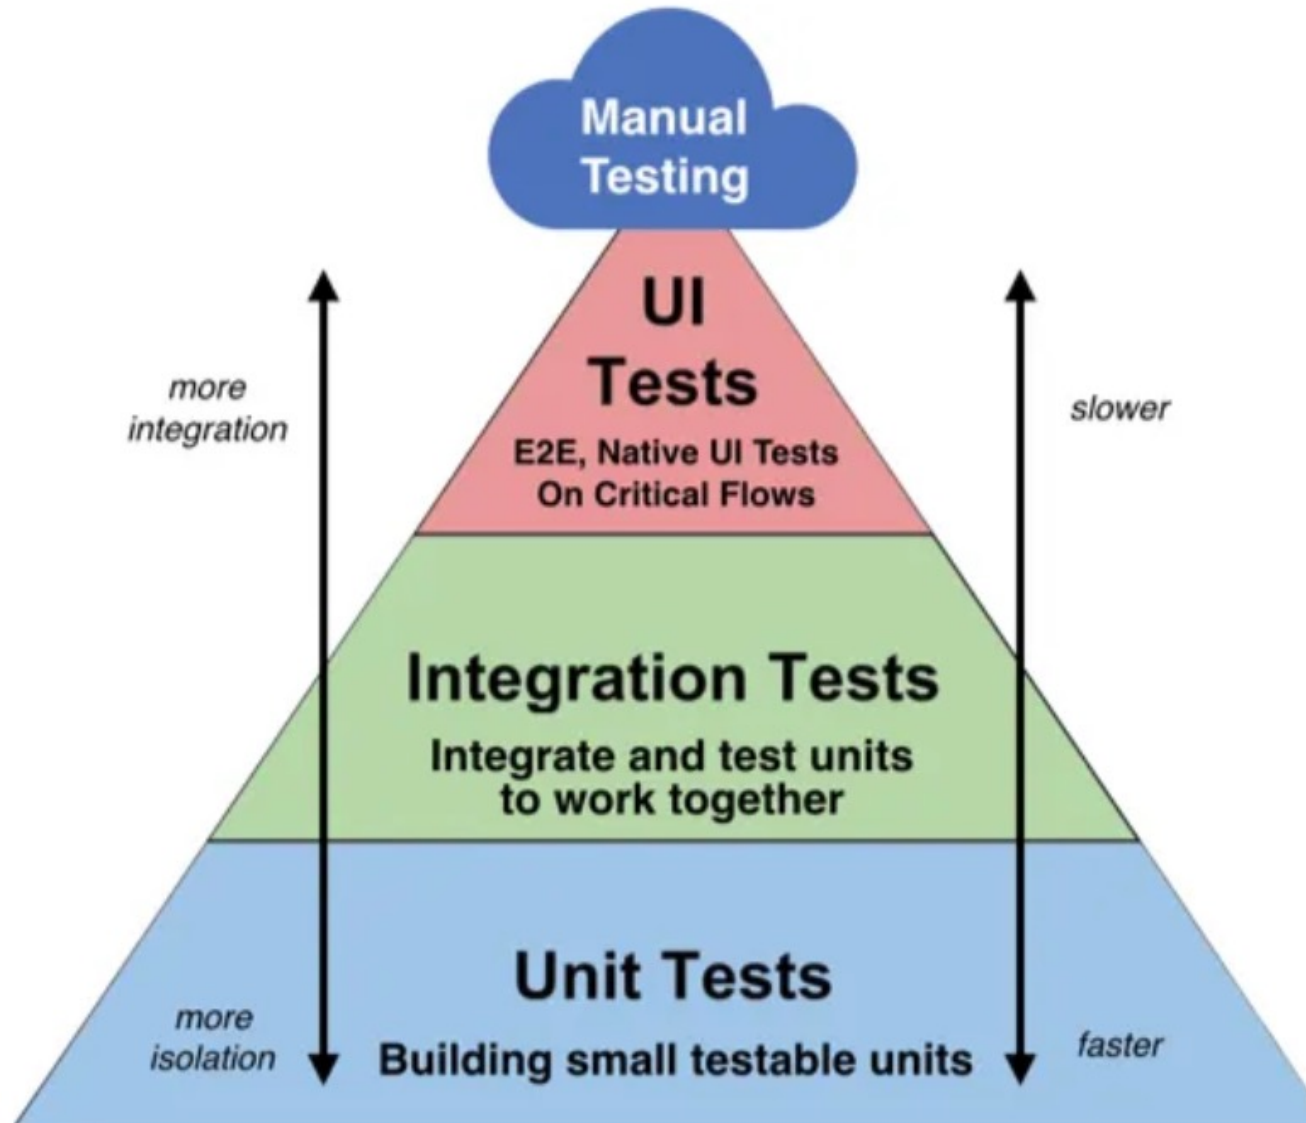 Manual
Testing
UI
Tests
more
integration
slower
E2E, Native UI Tests
On Critical Flows
Integration Tests
Integrate and test units
to work together
Unit Tests
more
isolation
Building small testable units
faster